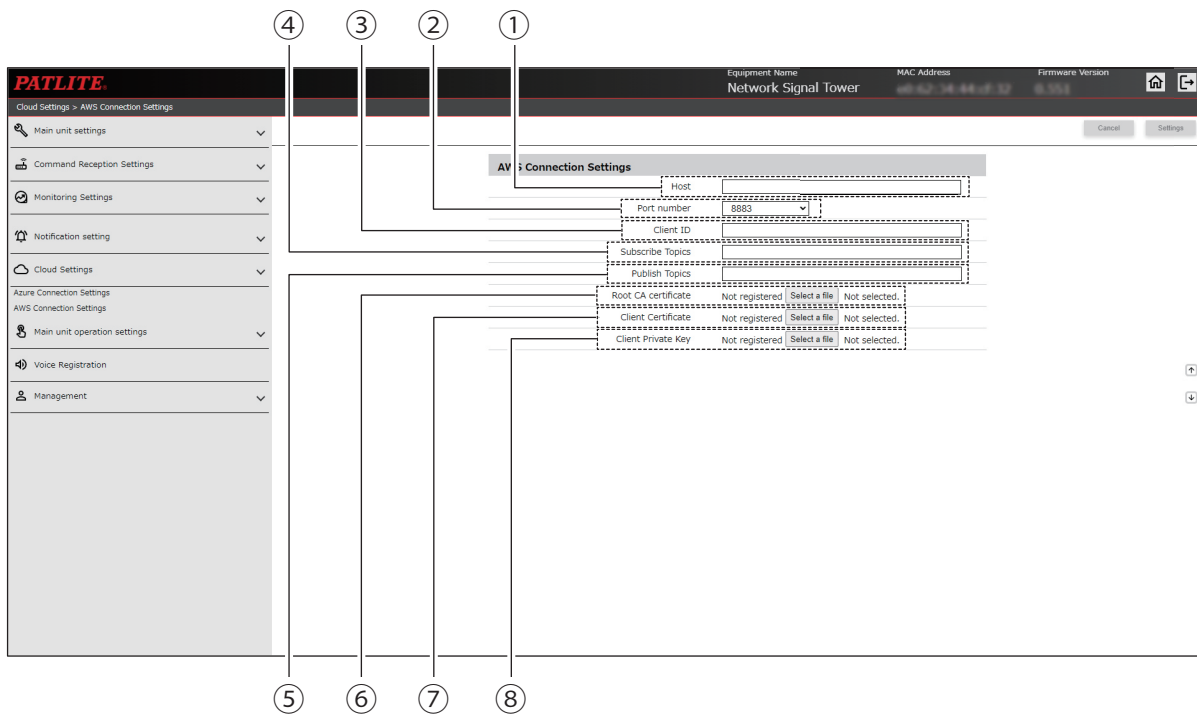 ④ ③ ② ①
PATLITE
Equipment Name
Network Signal Tower
MAC Address
Firmware Version
Cloud Settings > AWS Connection Settings
Main unit settings
Cancel Settings
Command Reception Settings
AWS Connection Settings
Host
Monitoring Settings
Port number 8883
Client ID
Notification setting
Subscribe Topics
Cloud Settings
Publish Topics
Azure Connection Settings
Root CA certificate Not registered Select a file Not selected.
AWS Connection Settings
Client Certificate Not registered Select a file Not selected.
Main unit operation settings
Client Private Key Not registered Select a file Not selected.
Voice Registration
Management
⑤ ⑥ ⑦ ⑧